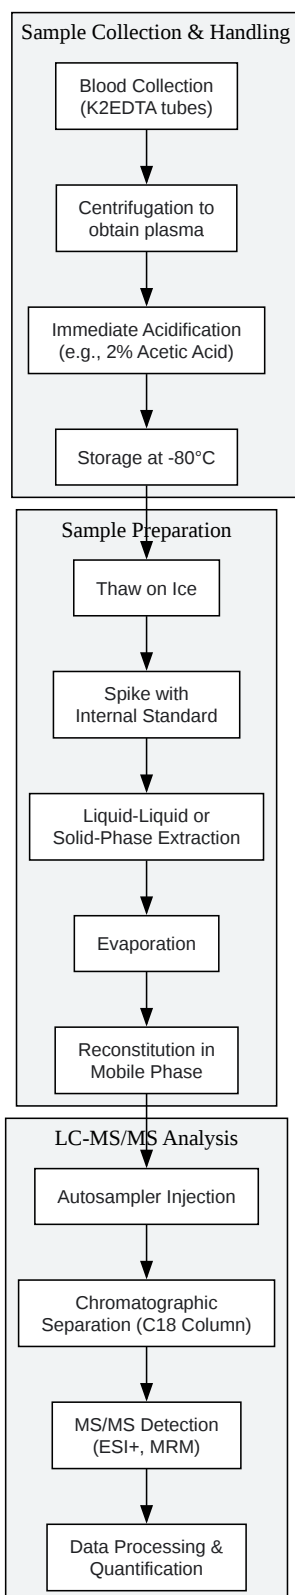 Sample Collection & Handling
Blood Collection
(K2EDTA tubes)
Centrifugation to
obtain plasma
Immediate Acidification
(e.g., 2% Acetic Acid)
Storage at -80°C
Sample Preparation
Thaw on Ice
Spike with
Internal Standard
Liquid-Liquid or
Solid-Phase Extraction
Evaporation
Reconstitution in
Mobile Phase
LC-MS/MS Analysis
Autosampler Injection
Chromatographic
Separation (C18 Column)
MS/MS Detection
(ESI+, MRM)
Data Processing &
Quantification